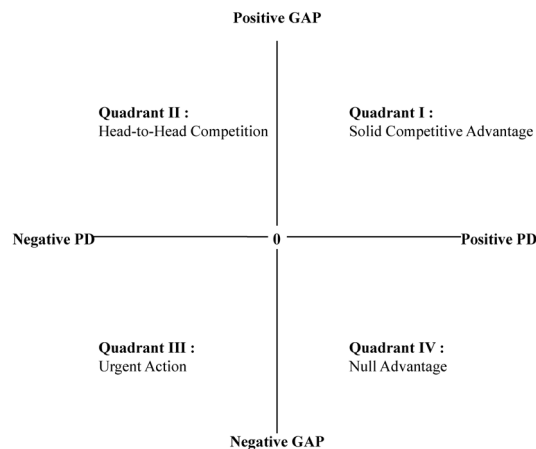 Positive GAP
Quadrant II :
Head-to-Head Competition
Quadrant I :
Solid Competitive Advantage
Negative PD
0
Positive PD
Quadrant III :
Urgent Action
Quadrant IV :
Null Advantage
Negative GAP